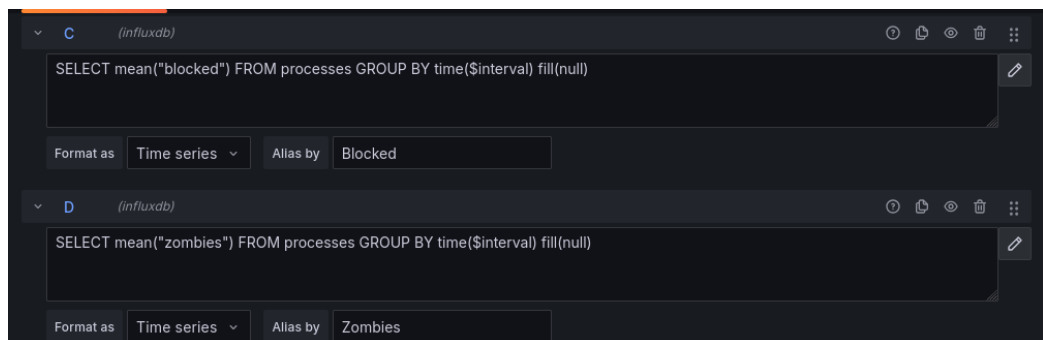 C (influxdb)
SELECT mean("blocked") FROM processes GROUP BY time($interval) fill(null)
Format as Time series Alias by Blocked
D (influxdb)
SELECT mean("zombies") FROM processes GROUP BY time($interval) fill(null)
Format as Time series Alias by Zombies